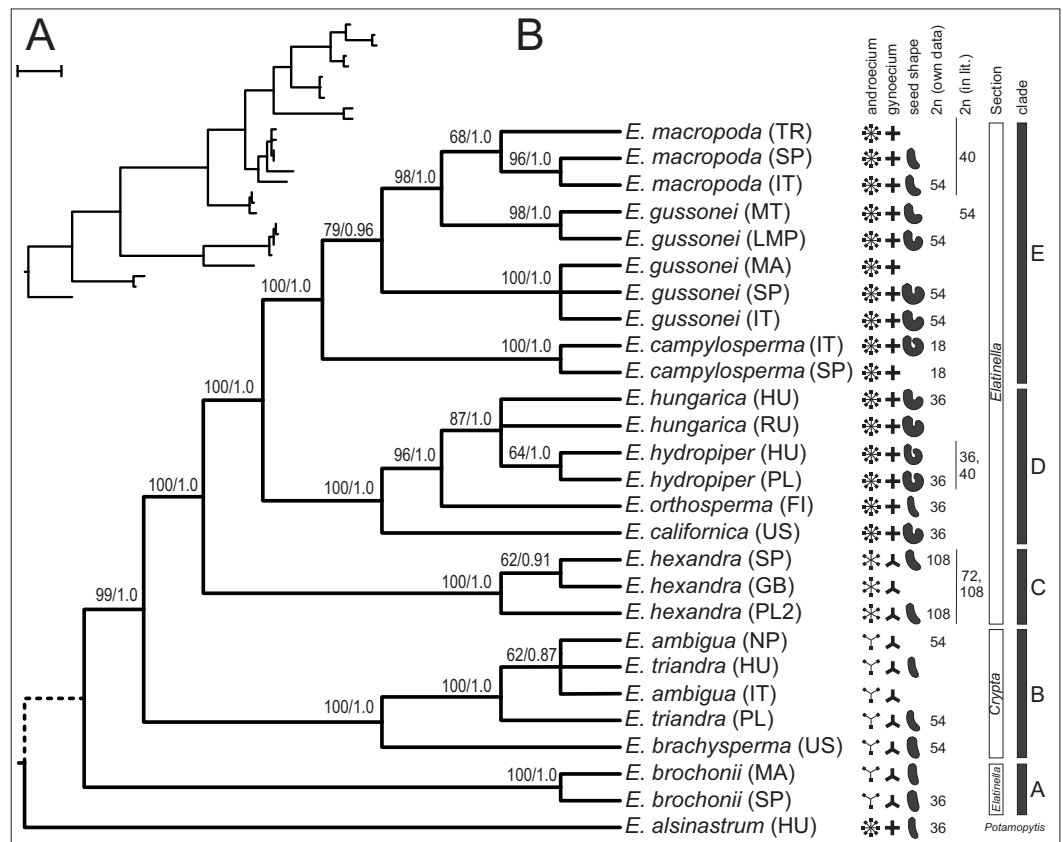 A
B
androecium
gynoecium
seed shape
2n (own data)
2n (in lit.)
Section
clade
E. macropoda (TR)
68/1.0
E. macropoda (SP)
40
96/1.0
E. macropoda (IT)
54
98/1.0
E. gussonei (MT)
54
98/1.0
E. gussonei (LMP)
54
79/0.96
E
E. gussonei (MA)
100/1.0
E. gussonei (SP)
54
100/1.0
E. gussonei (IT)
54
E. campylosperma (IT)
18
100/1.0
E. campylosperma (SP)
18
Elatinella
100/1.0
E. hungarica (HU)
36
87/1.0
E. hungarica (RU)
E. hydropiper (HU)
36,
64/1.0
96/1.0
D
40
E. hydropiper (PL)
36
100/1.0
100/1.0
E. orthosperma (FI)
36
E. californica (US)
36
E. hexandra (SP)
108
62/0.91
72,
E. hexandra (GB)
108
C
100/1.0
99/1.0
E. hexandra (PL2)
108
E. ambigua (NP)
54
62/0.87
E. triandra (HU)
E. ambigua (IT)
Crypta
B
100/1.0
E. triandra (PL)
54
100/1.0
E. brachysperma (US)
54
E. brochonii (MA)
100/1.0
Elatinella
A
E. brochonii (SP)
36
E. alsinastrum (HU)
36
Potamopytis